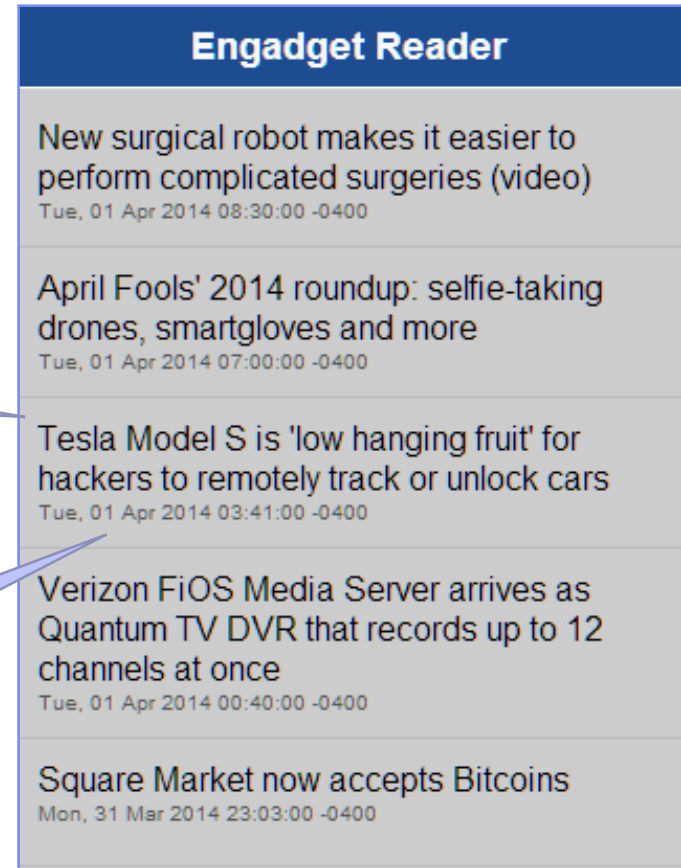 Engadget Reader
New surgical robot makes it easier to
perform complicated surgeries (video)
Tue, 01 Apr 2014 08:30:00 -0400
April Fools' 2014 roundup: selfie-taking
drones, smartgloves and more
Tue, 01 Apr 2014 07:00:00 -0400
Tesla Model S is 'low hanging fruit' for
hackers to remotely track or unlock cars
Tue, 01 Apr 2014 03:41:00 -0400
Verizon FiOS Media Server arrives as
Quantum TV DVR that records up to 12
channels at once
Tue, 01 Apr 2014 00:40:00 -0400
Square Market now accepts Bitcoins
Mon, 31 Mar 2014 23:03:00 -0400